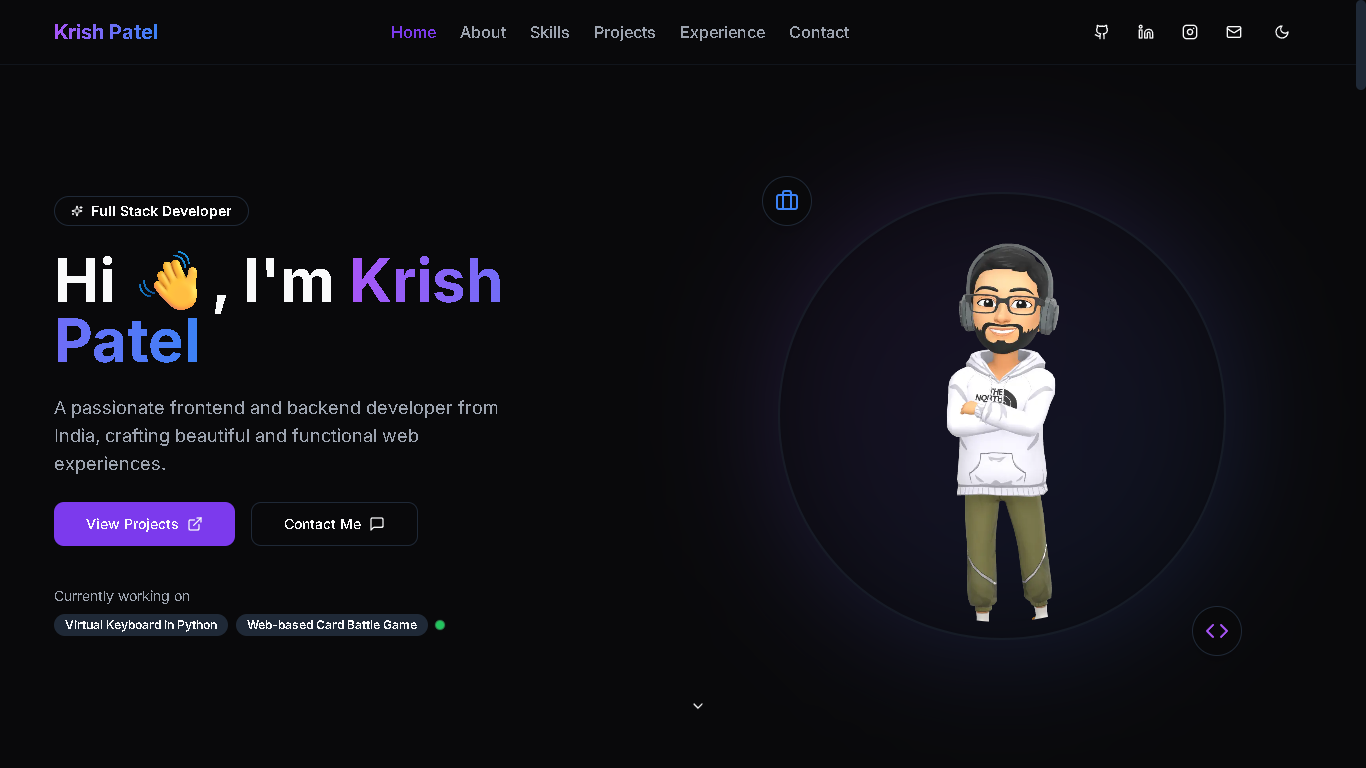 Krish Patel
Home
About
Skills
Projects
Experience
Contact
Full Stack Developer
Hi 👋, I'm Krish
Patel
A passionate frontend and backend developer from
India, crafting beautiful and functional web
experiences.
View Projects
Contact Me
Currently working on
Virtual Keyboard in Python
Web-based Card Battle Game
THE
NORTH